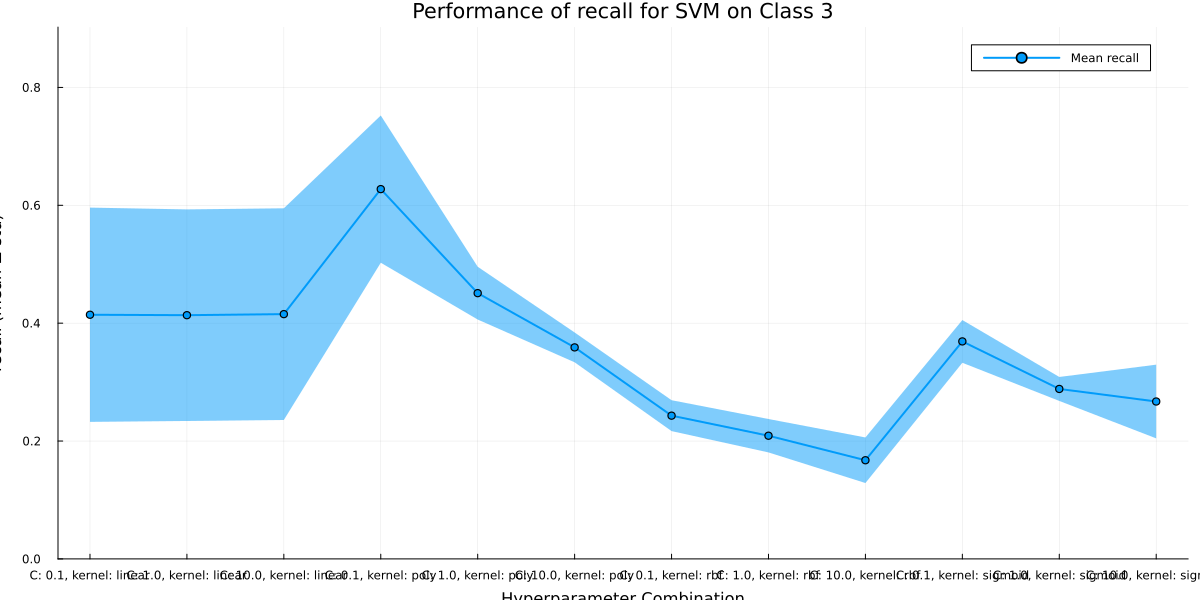 Performance of recall for SVM on Class 3
Mean recall
0.8
0.6
0.4
0.2
0.0
C: 0.1, kernel: linear
C: 1.0, kernel: linear
C: 10.0, kernel: linear
C: 0.1, kernel: poly
C: 1.0, kernel: poly
C: 10.0, kernel: poly
C: 0.1, kernel: rbf
C: 1.0, kernel: rbf
C: 10.0, kernel: rbf
C: 0.1, kernel: sigmoid
C: 1.0, kernel: sigmoid
C: 10.0, kernel: sigm
Hyperparameter Combination